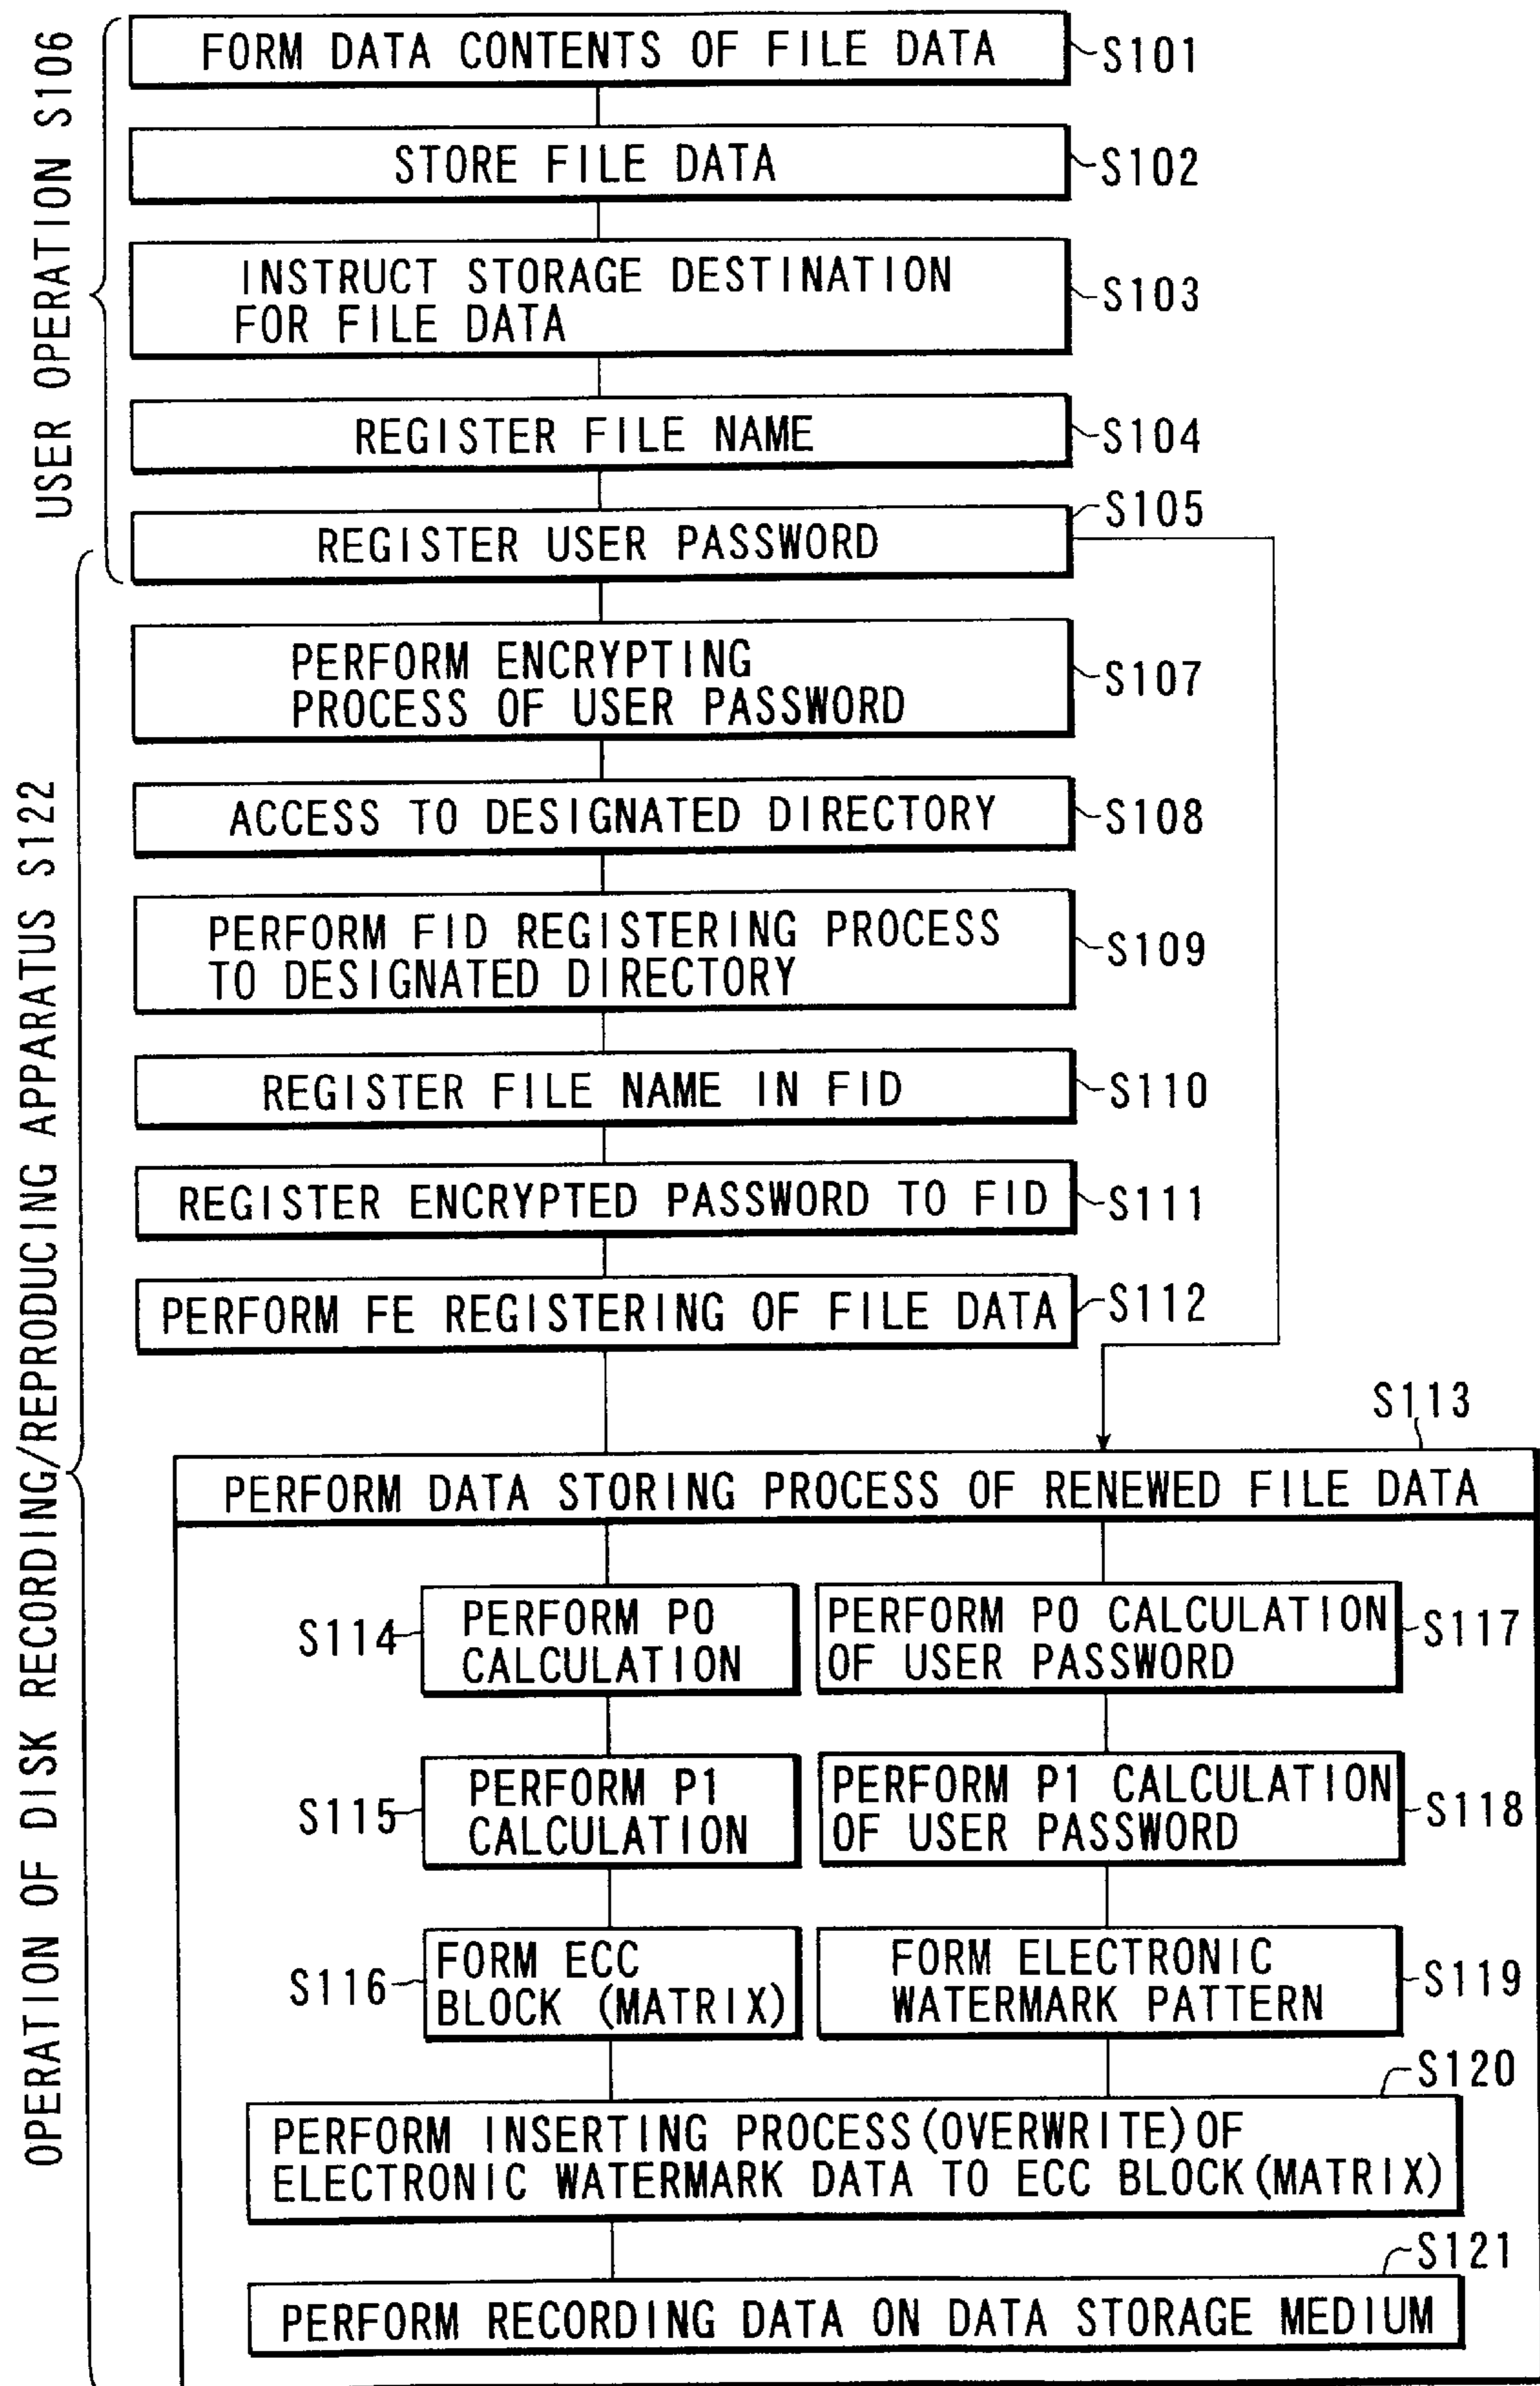 USER OPERATION S106
FORM DATA CONTENTS OF FILE DATA
S101
STORE FILE DATA
S102
INSTRUCT STORAGE DESTINATION
FOR FILE DATA
S103
REGISTER FILE NAME
S104
REGISTER USER PASSWORD
S105
OPERATION OF DISK RECORDING/REPRODUCING APPARATUS S122
PERFORM ENCRYPTING
PROCESS OF USER PASSWORD
S107
ACCESS TO DESIGNATED DIRECTORY
S108
PERFORM FID REGISTERING PROCESS
TO DESIGNATED DIRECTORY
S109
REGISTER FILE NAME IN FID
S110
REGISTER ENCRYPTED PASSWORD TO FID
S111
PERFORM FE REGISTERING OF FILE DATA
S112
S113
PERFORM DATA STORING PROCESS OF RENEWED FILE DATA
S114
PERFORM PO
CALCULATION
PERFORM PO CALCULATION
OF USER PASSWORD
S117
S115
PERFORM P1
CALCULATION
PERFORM P1 CALCULATION
OF USER PASSWORD
S118
S116
FORM ECC
BLOCK (MATRIX)
FORM ELECTRONIC
WATERMARK PATTERN
S119
S120
PERFORM INSERTING PROCESS(OVERWRITE)OF
ELECTRONIC WATERMARK DATA TO ECC BLOCK(MATRIX)
S121
PERFORM RECORDING DATA ON DATA STORAGE MEDIUM